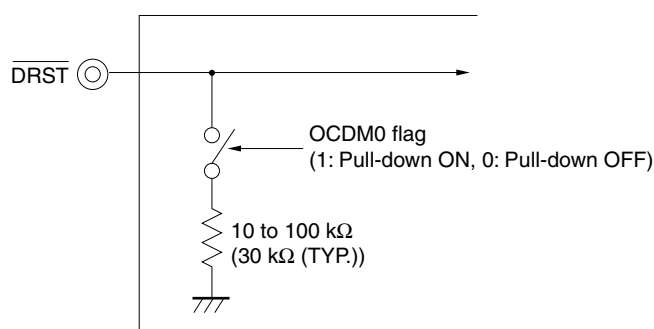 DRST
OCDM0 flag
(1: Pull-down ON, 0: Pull-down OFF)
10 to 100 kΩ
(30 kΩ (TYP.))